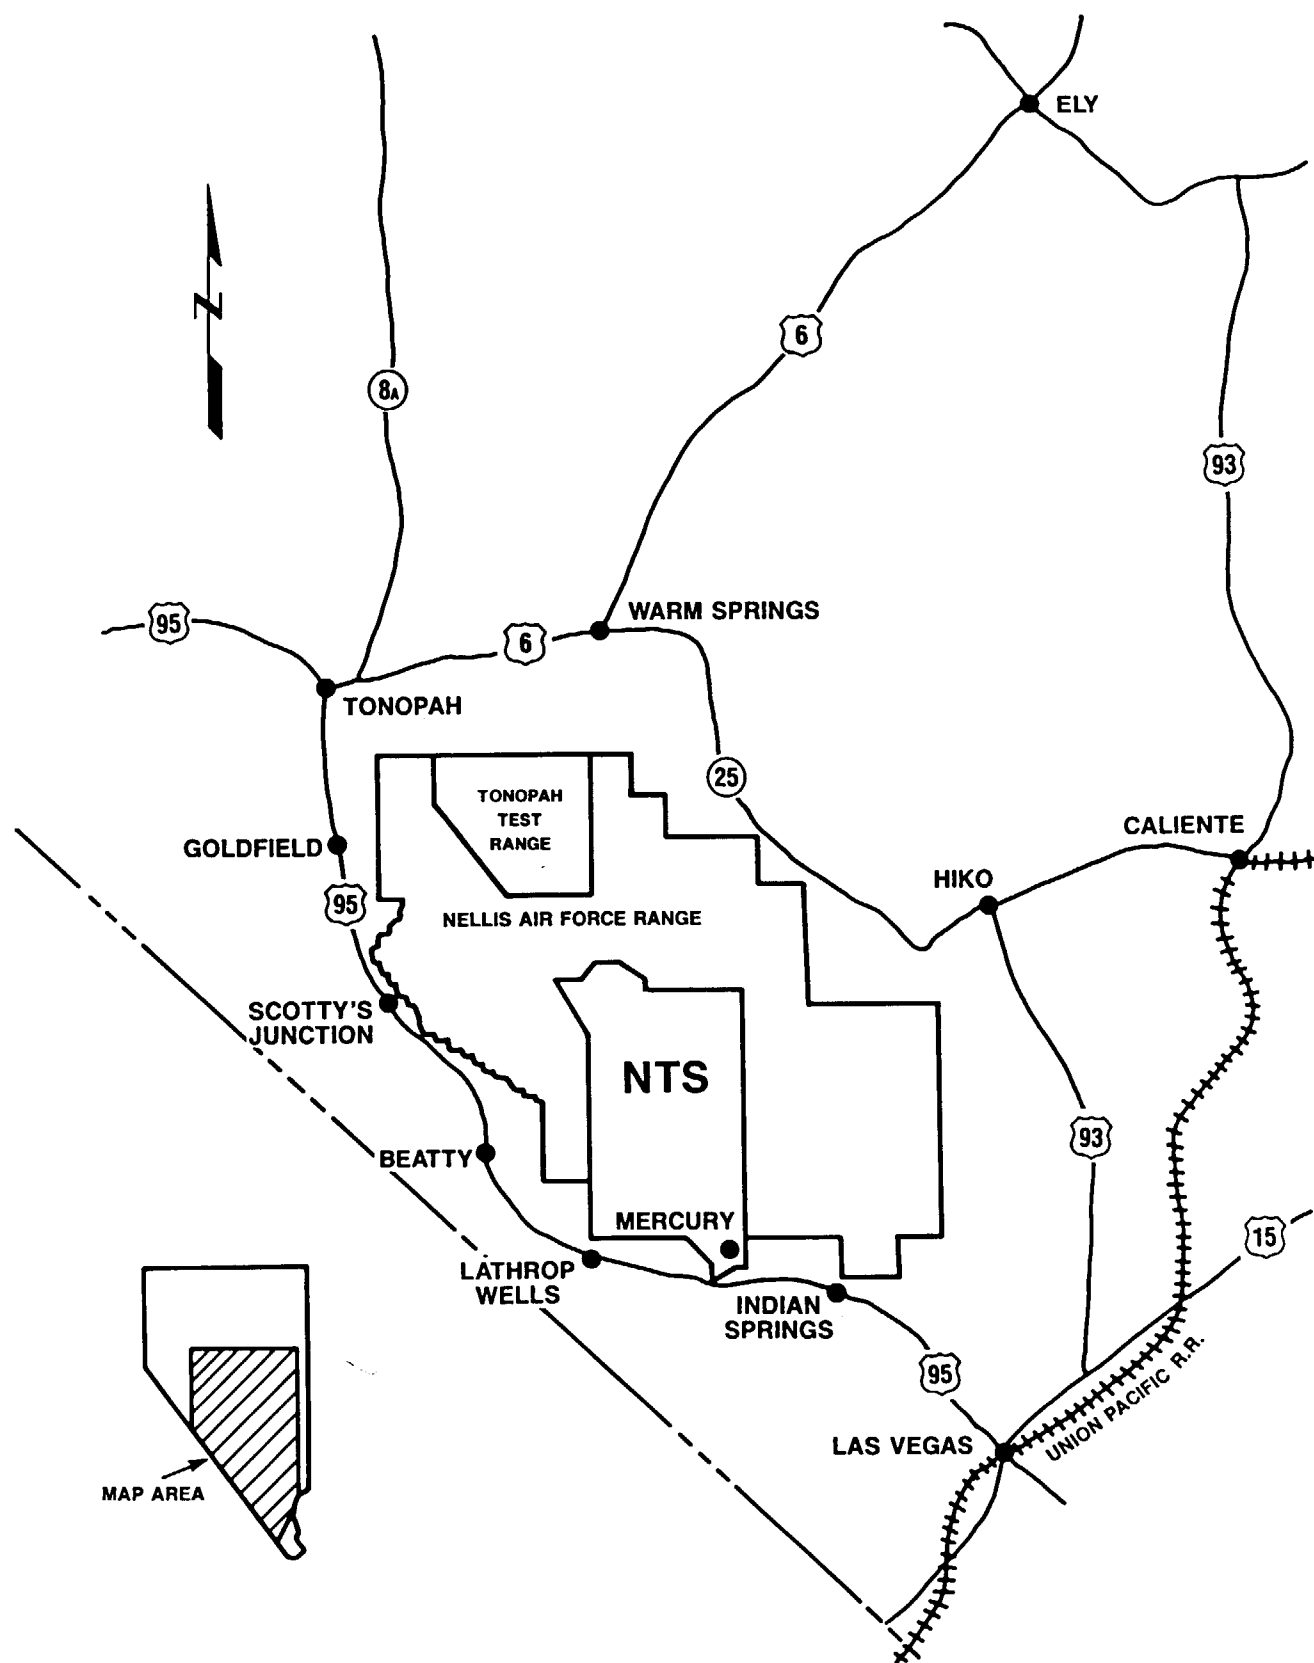 ELY
N
6
8A
93
WARM SPRINGS
95
6
TONOPAH
25
TONOPAH
TEST
RANGE
CALIENTE
GOLDFIELD
HIKO
95
NELLIS AIR FORCE RANGE
SCOTTY'S
JUNCTION
NTS
93
BEATTY
MERCURY
15
LATHROP
WELLS
INDIAN
SPRINGS
95
UNION PACIFIC R.R.
LAS VEGAS
MAP AREA